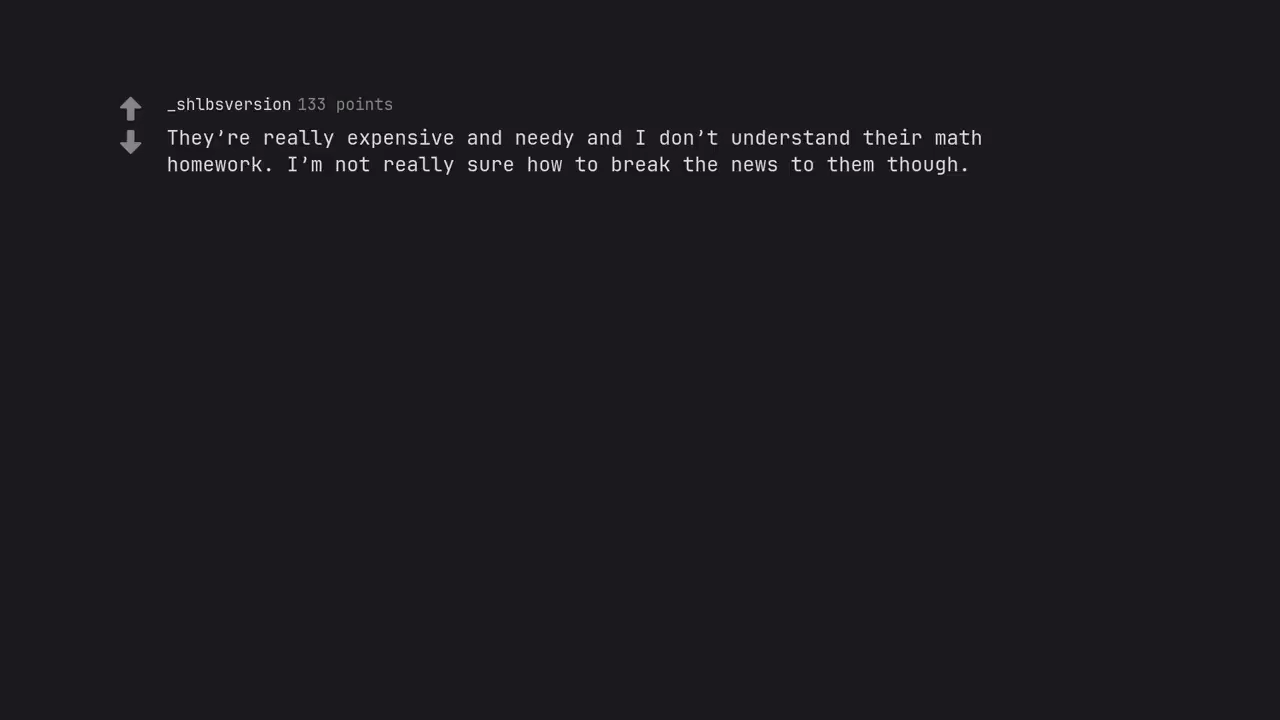 _shlbsversion 133 points
They’re really expensive and needy and I don’t understand their math
homework. I’m not really sure how to break the news to them though.